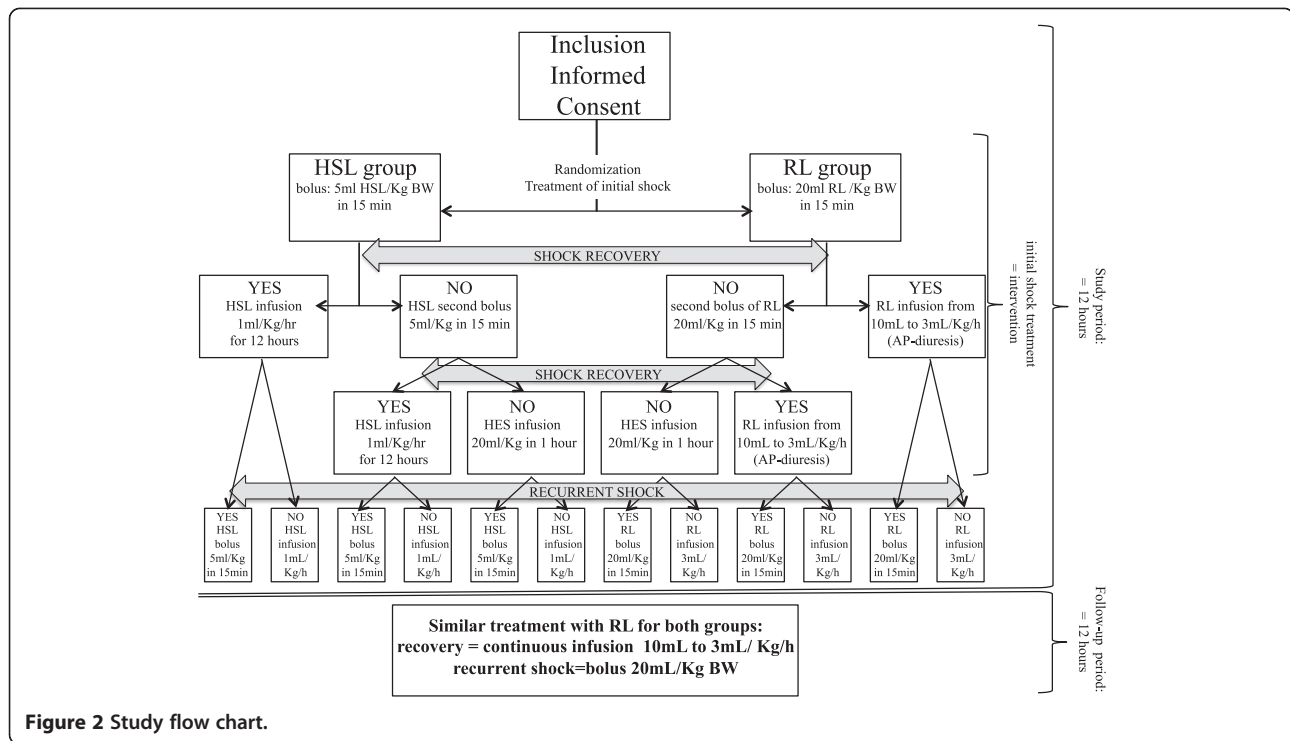 Inclusion
Informed
Consent
HSL group
bolus: 5ml HSL/Kg BW
in 15 min
Randomization
Treatment of initial shock
RL group
bolus: 20ml RL /Kg BW
in 15 min
SHOCK RECOVERY
YES
HSL infusion
1ml/Kg/hr
for 12 hours
NO
HSL second bolus
5ml/Kg in 15 min
NO
second bolus of RL
20ml/Kg in 15 min
YES
RL infusion from
10mL to 3mL/Kg/h
(AP-diuresis)
SHOCK RECOVERY
YES
HSL infusion
1ml/Kg/hr
for 12 hours
NO
HES infusion
20ml/Kg in 1 hour
NO
HES infusion
20ml/Kg in 1 hour
YES
RL infusion from
10mL to 3mL/Kg/h
(AP-diuresis)
RECURRENT SHOCK
YES
HSL
bolus
5ml/Kg
in 15min
NO
HSL
infusion
1mL/
Kg/h
YES
HSL
bolus
5ml/Kg
in 15min
NO
HSL
infusion
1mL/
Kg/h
YES
HSL
bolus
5ml/Kg
in 15min
NO
HSL
infusion
1mL/
Kg/h
YES
RL
bolus
20ml/Kg
in 15min
NO
RL
infusion
3mL/
Kg/h
YES
RL
bolus
20ml/Kg
in 15min
NO
RL
infusion
3mL/
Kg/h
YES
RL
bolus
20ml/Kg
in 15min
NO
RL
infusion
3mL/
Kg/h
initial shock treatment
= intervention
Study period:
= 12 hours
Similar treatment with RL for both groups:
recovery = continuous infusion 10mL to 3mL/ Kg/h
recurrent shock=bolus 20mL/Kg BW
Follow-up period:
= 12 hours
Figure 2 Study flow chart.